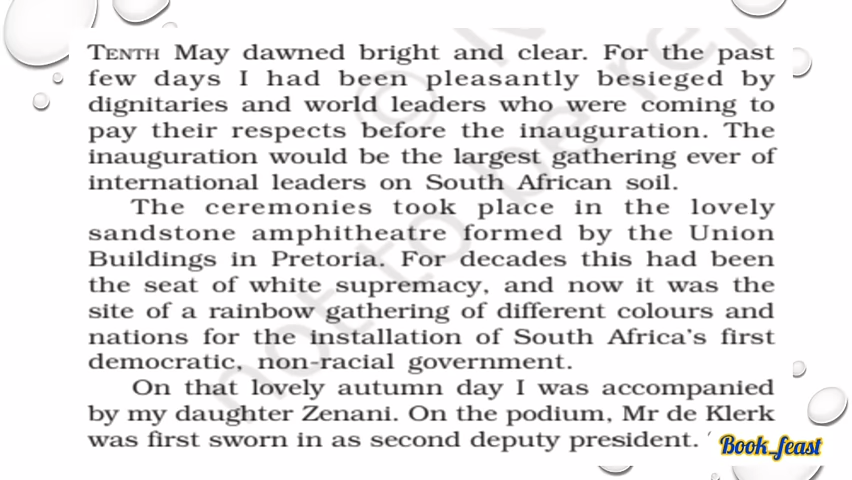 TENTH May dawned bright and clear. For the past
few days I had been pleasantly besieged by
dignitaries and world leaders who were coming to
pay their respects before the inauguration. The
inauguration would be the largest gathering ever of
international leaders on South African soil.
The ceremonies took place in the lovely
sandstone amphitheatre formed by the Union
Buildings in Pretoria. For decades this had been
the seat of white supremacy, and now it was the
site of a rainbow gathering of different colours and
nations for the installation of South Africa's first
democratic, non-racial government.
On that lovely autumn day I was accompanied
by my daughter Zenani. On the podium, Mr de Klerk
was first sworn in as second deputy president.
Book_feast
not to be re
©